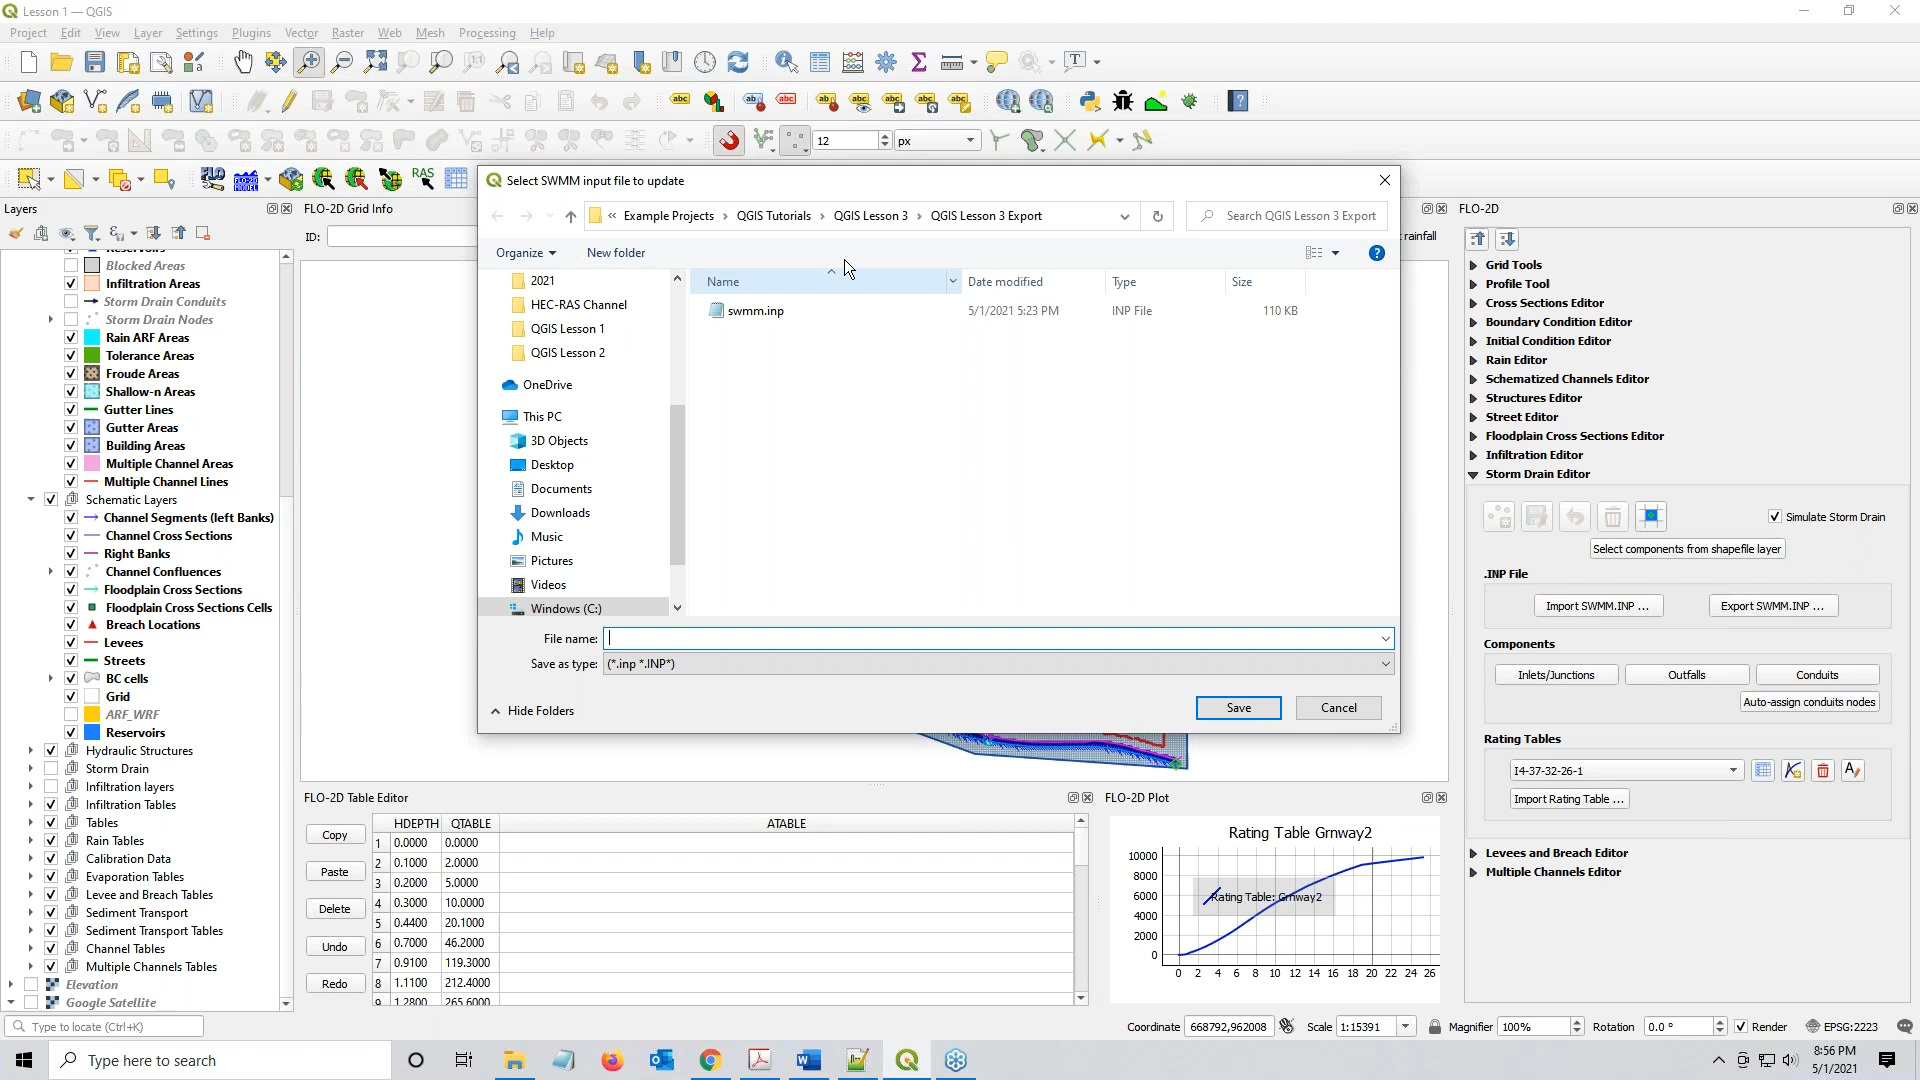 Lesson 1 — QGIS
Project Edit View Layer Settings Plugins Vector Raster Web Mesh Processing Help
12 px
FLO-2D MODEL RAS
Layers
FLO-2D Grid Info
FLO-2D
ID:
rainfall
Blocked Areas
Infiltration Areas
Storm Drain Conduits
Storm Drain Nodes
Rain ARF Areas
Tolerance Areas
Froude Areas
Shallow-n Areas
Gutter Lines
Gutter Areas
Building Areas
Multiple Channel Areas
Multiple Channel Lines
Schematic Layers
Channel Segments (left Banks)
Channel Cross Sections
Right Banks
Channel Confluences
Floodplain Cross Sections
Floodplain Cross Sections Cells
Breach Locations
Levees
Streets
BC cells
Grid
ARF_WRF
Reservoirs
Hydraulic Structures
Storm Drain
Infiltration layers
Infiltration Tables
Tables
Rain Tables
Calibration Data
Evaporation Tables
Levee and Breach Tables
Sediment Transport
Sediment Transport Tables
Channel Tables
Multiple Channels Tables
Elevation
Google Satellite
Select SWMM input file to update
« Example Projects › QGIS Tutorials › QGIS Lesson 3 › QGIS Lesson 3 Export
Search QGIS Lesson 3 Export
Organize New folder
2021
HEC-RAS Channel
QGIS Lesson 1
QGIS Lesson 2
OneDrive
This PC
3D Objects
Desktop
Documents
Downloads
Music
Pictures
Videos
Windows (C:)
Name Date modified Type Size
swmm.inp 5/1/2021 5:23 PM INP File 110 KB
File name:
Save as type: (*.inp *.INP*)
Hide Folders
Save Cancel
Grid Tools
Profile Tool
Cross Sections Editor
Boundary Condition Editor
Initial Condition Editor
Rain Editor
Schematized Channels Editor
Structures Editor
Street Editor
Floodplain Cross Sections Editor
Infiltration Editor
Storm Drain Editor
Simulate Storm Drain
Select components from shapefile layer
.INP File
Import SWMM.INP ... Export SWMM.INP ...
Components
Inlets/Junctions Outfalls Conduits
Auto-assign conduits nodes
Rating Tables
I4-37-32-26-1
Import Rating Table ...
Levees and Breach Editor
Multiple Channels Editor
FLO-2D Table Editor
Copy
Paste
Delete
Undo
Redo
HDEPTH QTABLE ATABLE
1 0.0000 0.0000
2 0.1000 2.0000
3 0.2000 5.0000
4 0.3000 10.0000
5 0.4400 20.1000
6 0.7000 46.2000
7 0.9100 119.3000
8 1.1100 212.4000
9 1.2800 265.6000
FLO-2D Plot
Rating Table Grnway2
10000
8000
6000
4000
2000
0
Rating Table: Grnway2
0 2 4 6 8 10 12 14 16 18 20 22 24 26
Type to locate (Ctrl+K)
Coordinate 668792,962008 Scale 1:15391 Magnifier 100% Rotation 0.0 ° Render EPSG:2223
Type here to search
8:56 PM
5/1/2021